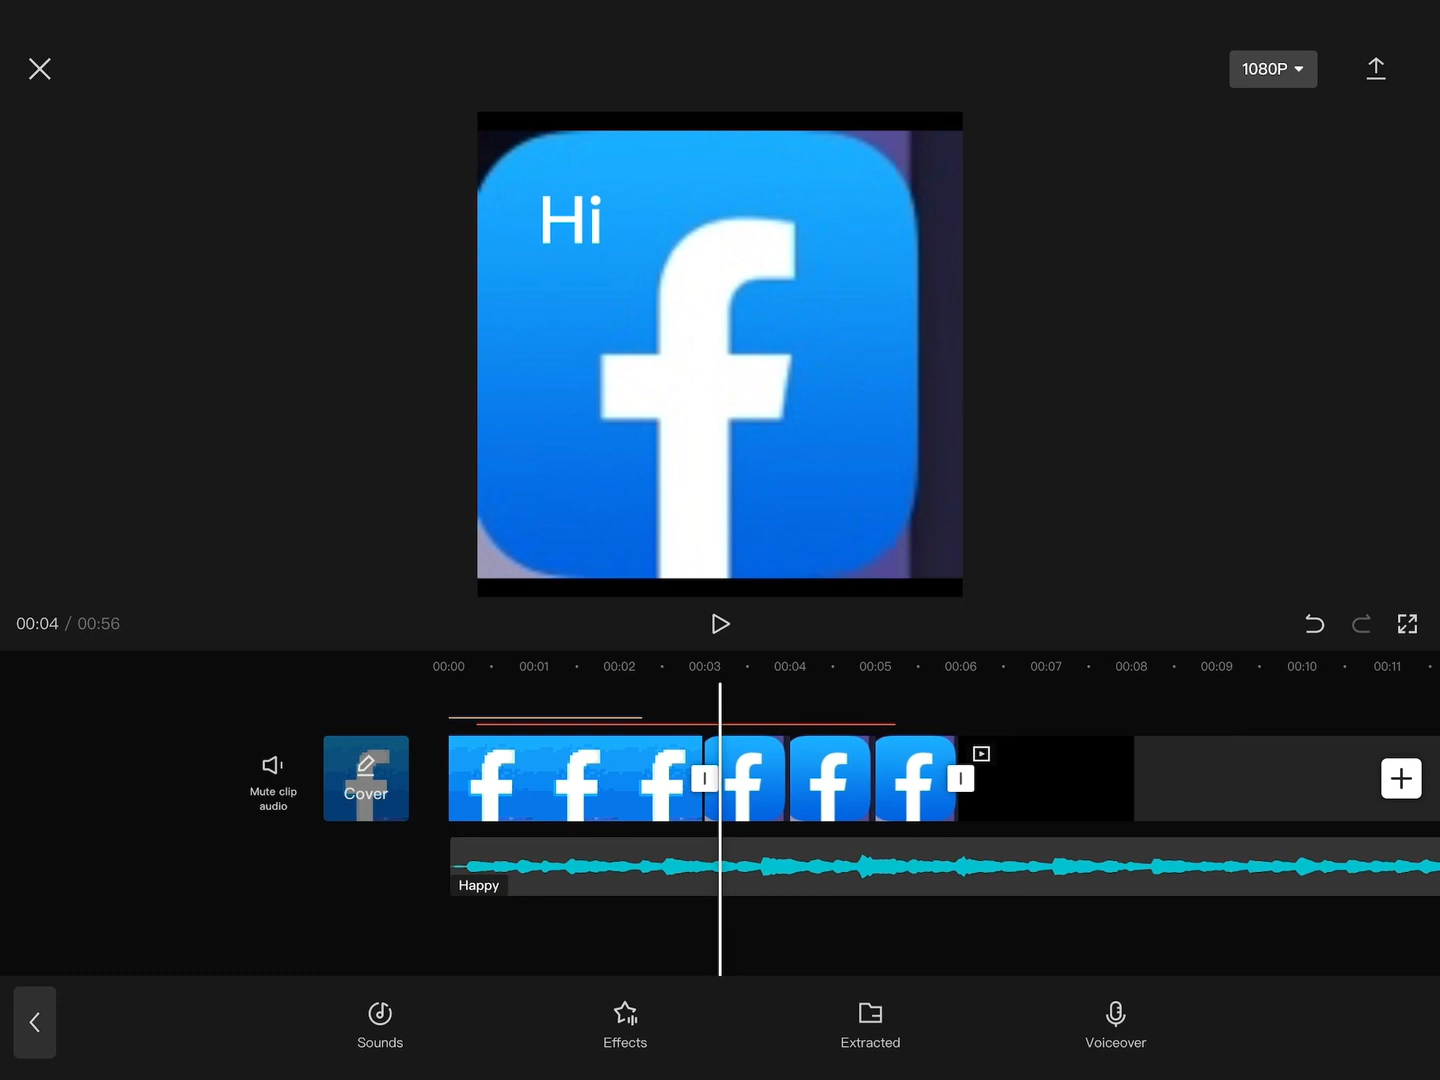 1080P
Hi
f
00:04 / 00:56
00:00 00:01 00:02 00:03 00:04 00:05 00:06 00:07 00:08 00:09 00:10 00:11
Mute clip
audio
Cover
Happy
Sounds Effects Extracted Voiceover